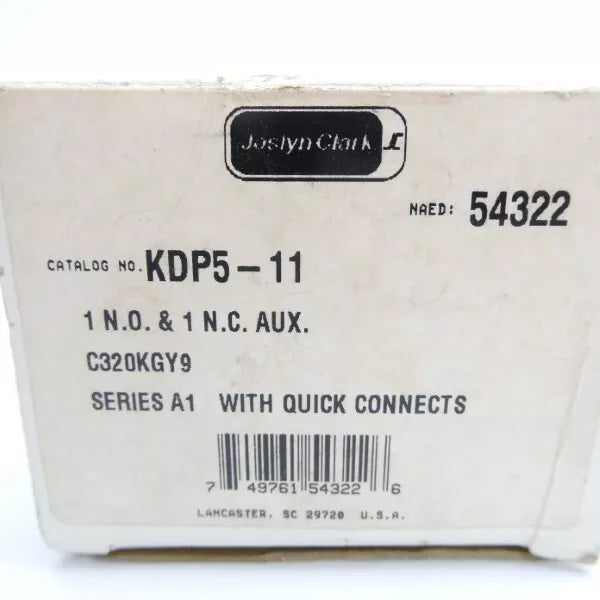 Joslyn Clark JC
NAED: 54322
CATALOG NO. KDP5-11
1 N.O. & 1 N.C. AUX.
C320KGY9
SERIES A1 WITH QUICK CONNECTS
7 49761 54322 6
LANCASTER, SC 29720 U.S.A.